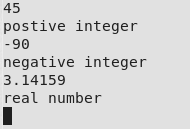 45
postive integer
-90
negative integer
3.14159
real number